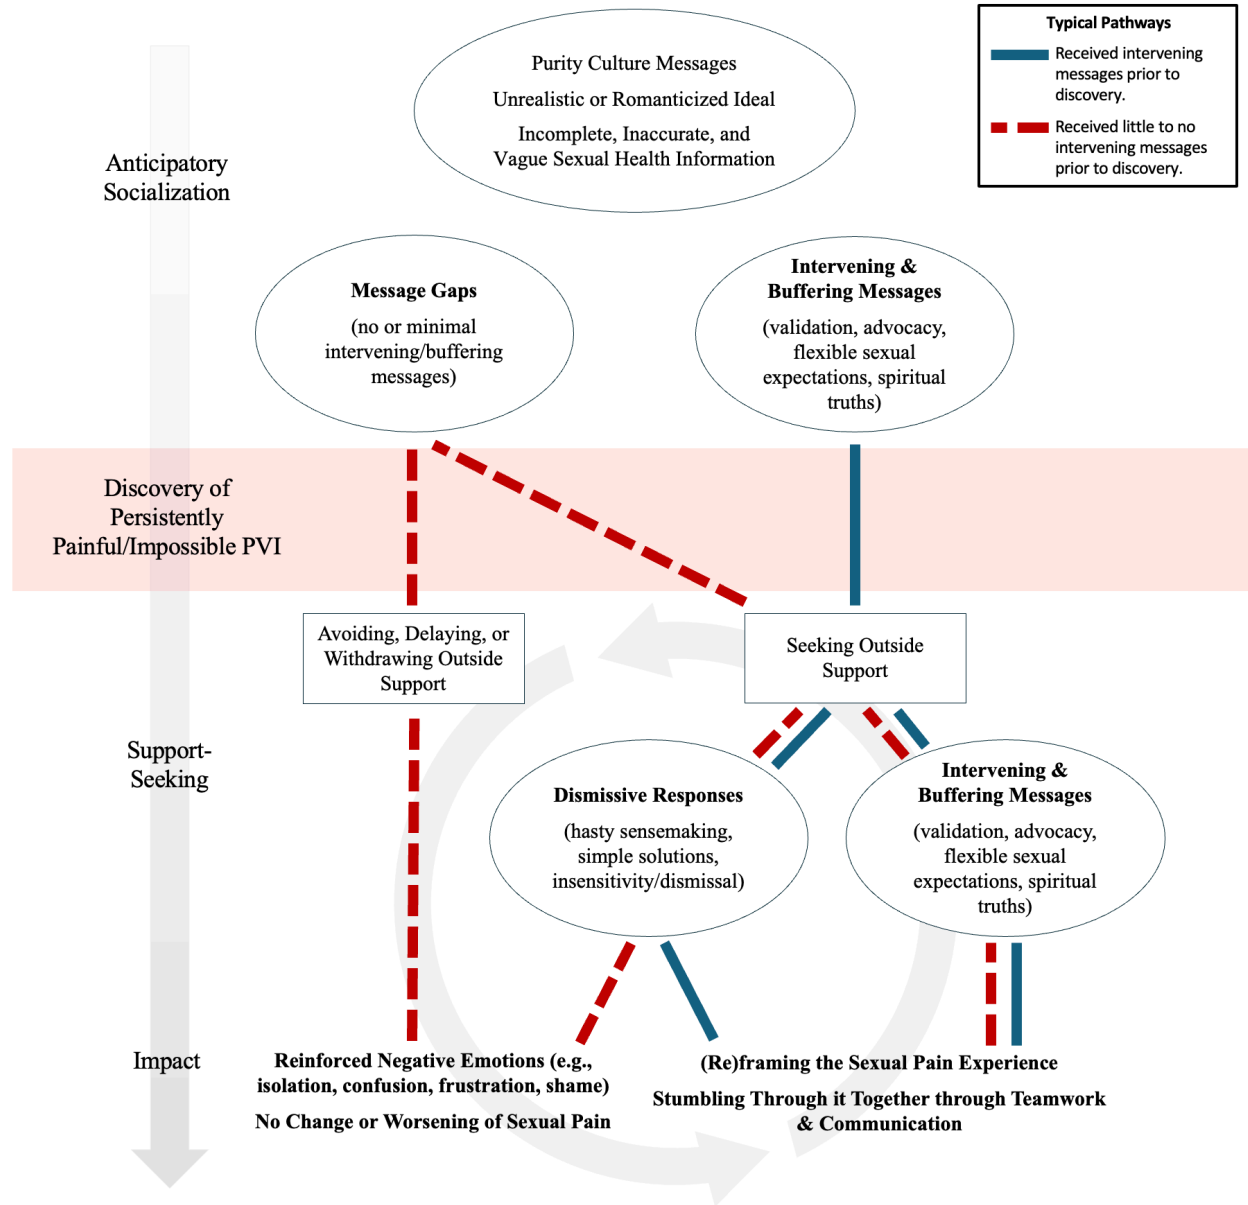 Typical Pathways
Received intervening
messages prior to
discovery.
Received little to no
intervening messages
prior to discovery.
Purity Culture Messages
Unrealistic or Romanticized Ideal
Incomplete, Inaccurate, and
Vague Sexual Health Information
Anticipatory
Socialization
Message Gaps
(no or minimal
intervening/buffering
messages)
Intervening &
Buffering Messages
(validation, advocacy,
flexible sexual
expectations, spiritual
truths)
Discovery of
Persistently
Painful/Impossible PVI
Avoiding, Delaying, or
Withdrawing Outside
Support
Seeking Outside
Support
Support-
Seeking
Dismissive Responses
(hasty sensemaking,
simple solutions,
insensitivity/dismissal)
Intervening &
Buffering Messages
(validation, advocacy,
flexible sexual
expectations, spiritual
truths)
Impact
Reinforced Negative Emotions (e.g.,
isolation, confusion, frustration, shame)
No Change or Worsening of Sexual Pain
(Re)framing the Sexual Pain Experience
Stumbling Through it Together through Teamwork
& Communication